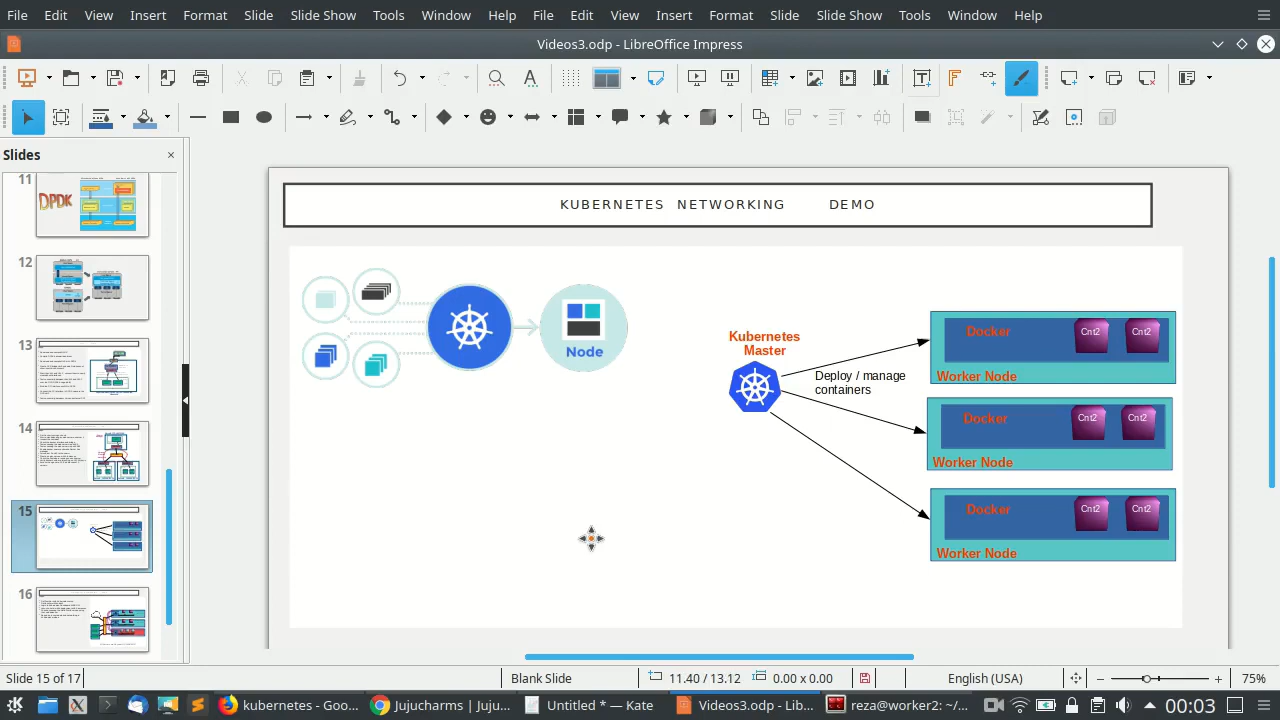 File Edit View Insert Format Slide Slide Show Tools Window Help File Edit View Insert Format Slide Slide Show Tools Window Help
Videos3.odp - LibreOffice Impress
Slides
11
DPDK
12
13
14
15
16
KUBERNETES NETWORKING DEMO
Node
Kubernetes
Master
Deploy / manage
containers
Docker Cnt2 Cnt2
Worker Node
Docker Cnt2 Cnt2
Worker Node
Docker Cnt2 Cnt2
Worker Node
Slide 15 of 17 Blank Slide 11.40 / 13.12 0.00 x 0.00 English (USA) 75%
kubernetes - Goo... Jujucharms | Juju... Untitled * — Kate Videos3.odp - Lib... reza@worker2: ~/... 00:03